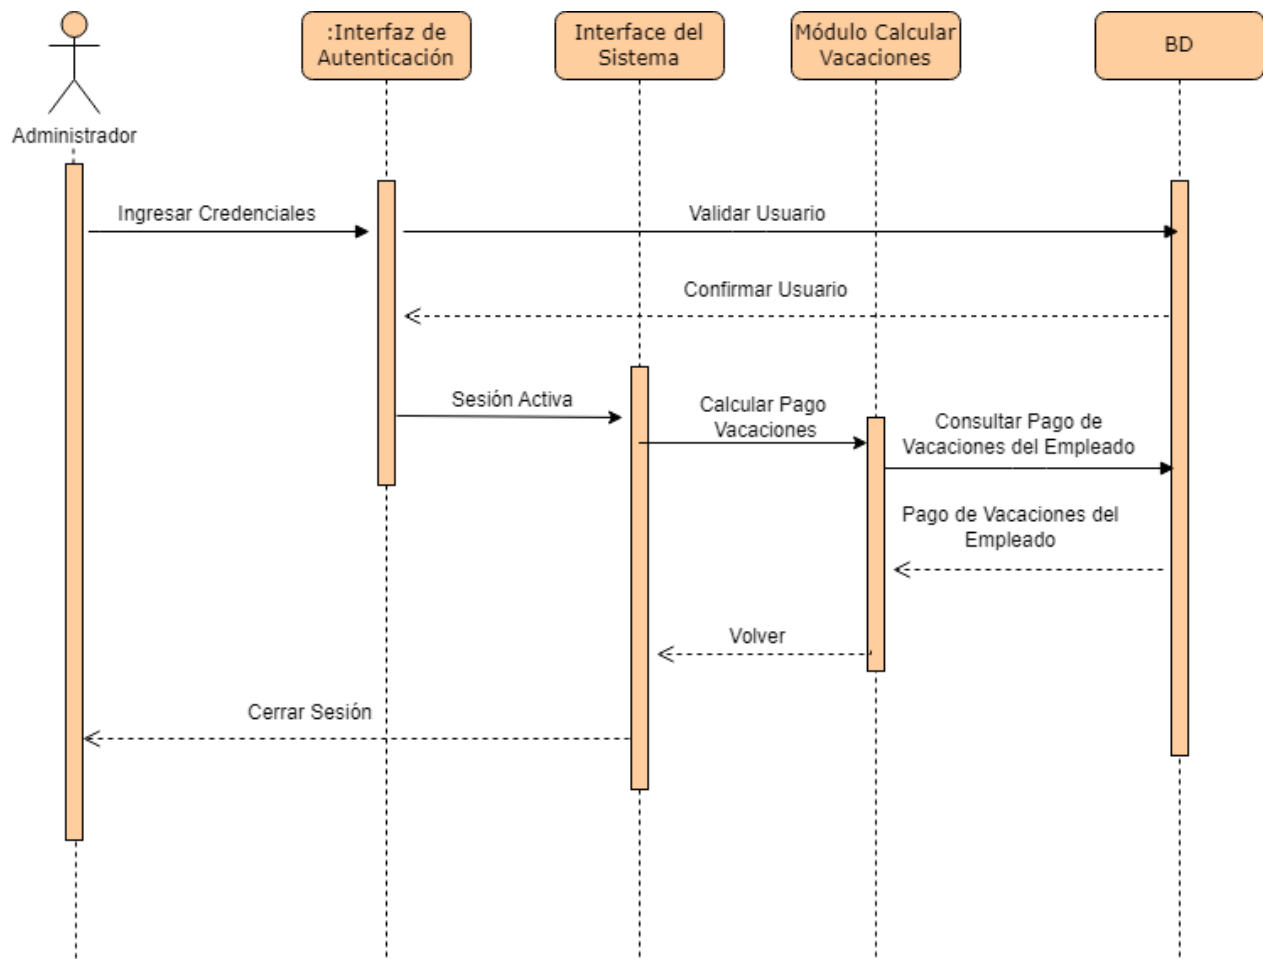 :Interfaz de
Autenticación
Interface del
Sistema
Módulo Calcular
Vacaciones
BD
Administrador
Ingresar Credenciales
Validar Usuario
Confirmar Usuario
Sesión Activa
Calcular Pago
Vacaciones
Consultar Pago de
Vacaciones del Empleado
Pago de Vacaciones del
Empleado
Volver
Cerrar Sesión